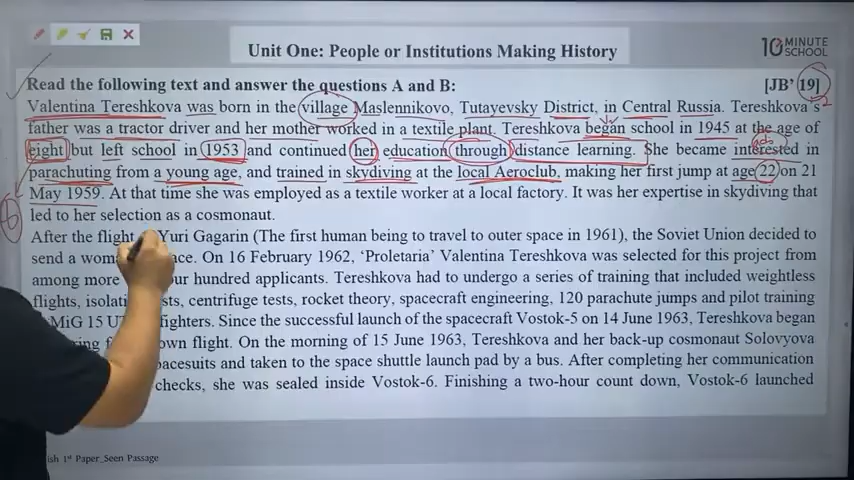 Unit One: People or Institutions Making History
10 MINUTE SCHOOL
Read the following text and answer the questions A and B: [JB' 19]
Valentina Tereshkova was born in the village Maslennikovo, Tutayevsky District, in Central Russia. Tereshkova's
father was a tractor driver and her mother worked in a textile plant. Tereshkova began school in 1945 at the age of
eight but left school in 1953 and continued her education through distance learning. She became interested in
parachuting from a young age, and trained in skydiving at the local Aeroclub, making her first jump at age 22 on 21
May 1959. At that time she was employed as a textile worker at a local factory. It was her expertise in skydiving that
led to her selection as a cosmonaut.
After the flight Yuri Gagarin (The first human being to travel to outer space in 1961), the Soviet Union decided to
send a ace. On 16 February 1962, 'Proletaria' Valentina Tereshkova was selected for this project from
among more our hundred applicants. Tereshkova had to undergo a series of training that included weightless
flights, isolati sts, centrifuge tests, rocket theory, spacecraft engineering, 120 parachute jumps and pilot training
MiG 15 U fighters. Since the successful launch of the spacecraft Vostok-5 on 14 June 1963, Tereshkova began
own flight. On the morning of 15 June 1963, Tereshkova and her back-up cosmonaut Solovyova
pacesuits and taken to the space shuttle launch pad by a bus. After completing her communication
checks, she was sealed inside Vostok-6. Finishing a two-hour count down, Vostok-6 launched
ish 1st Paper_Seen Passage